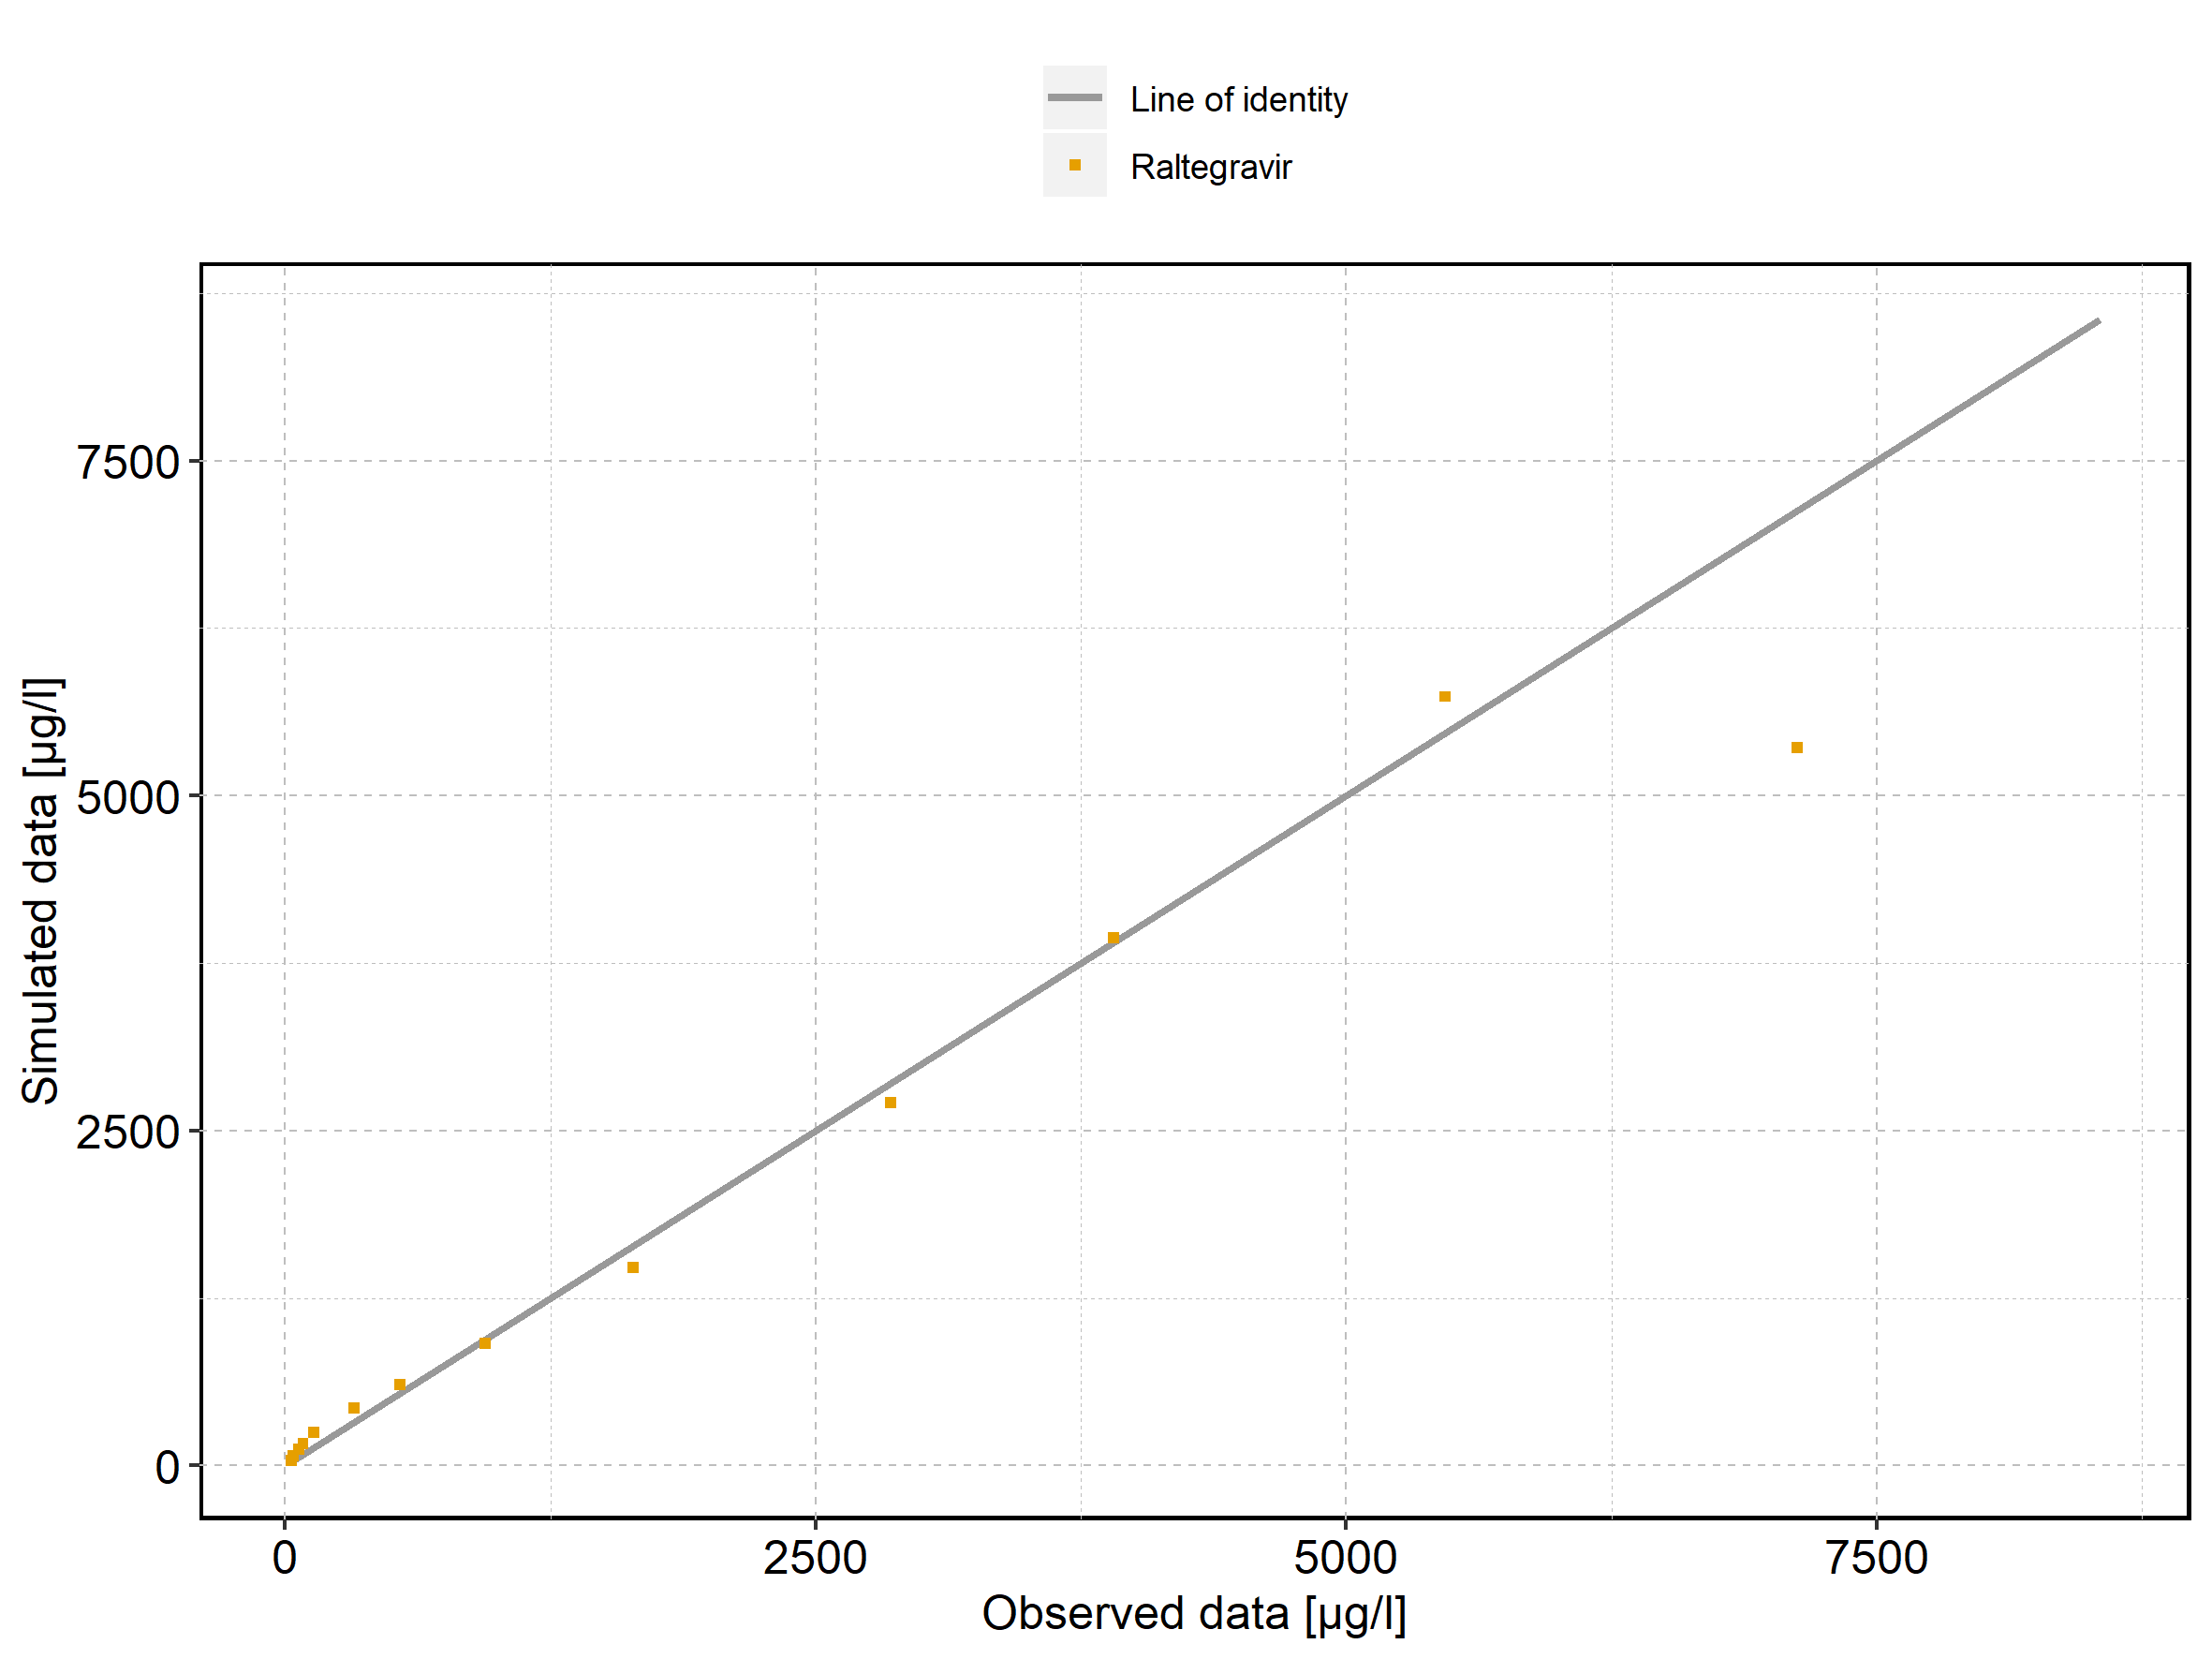 Line of identity
Raltegravir
7500
5000
2500
0
Simulated data [µg/l]
0 2500 5000 7500
Observed data [µg/l]